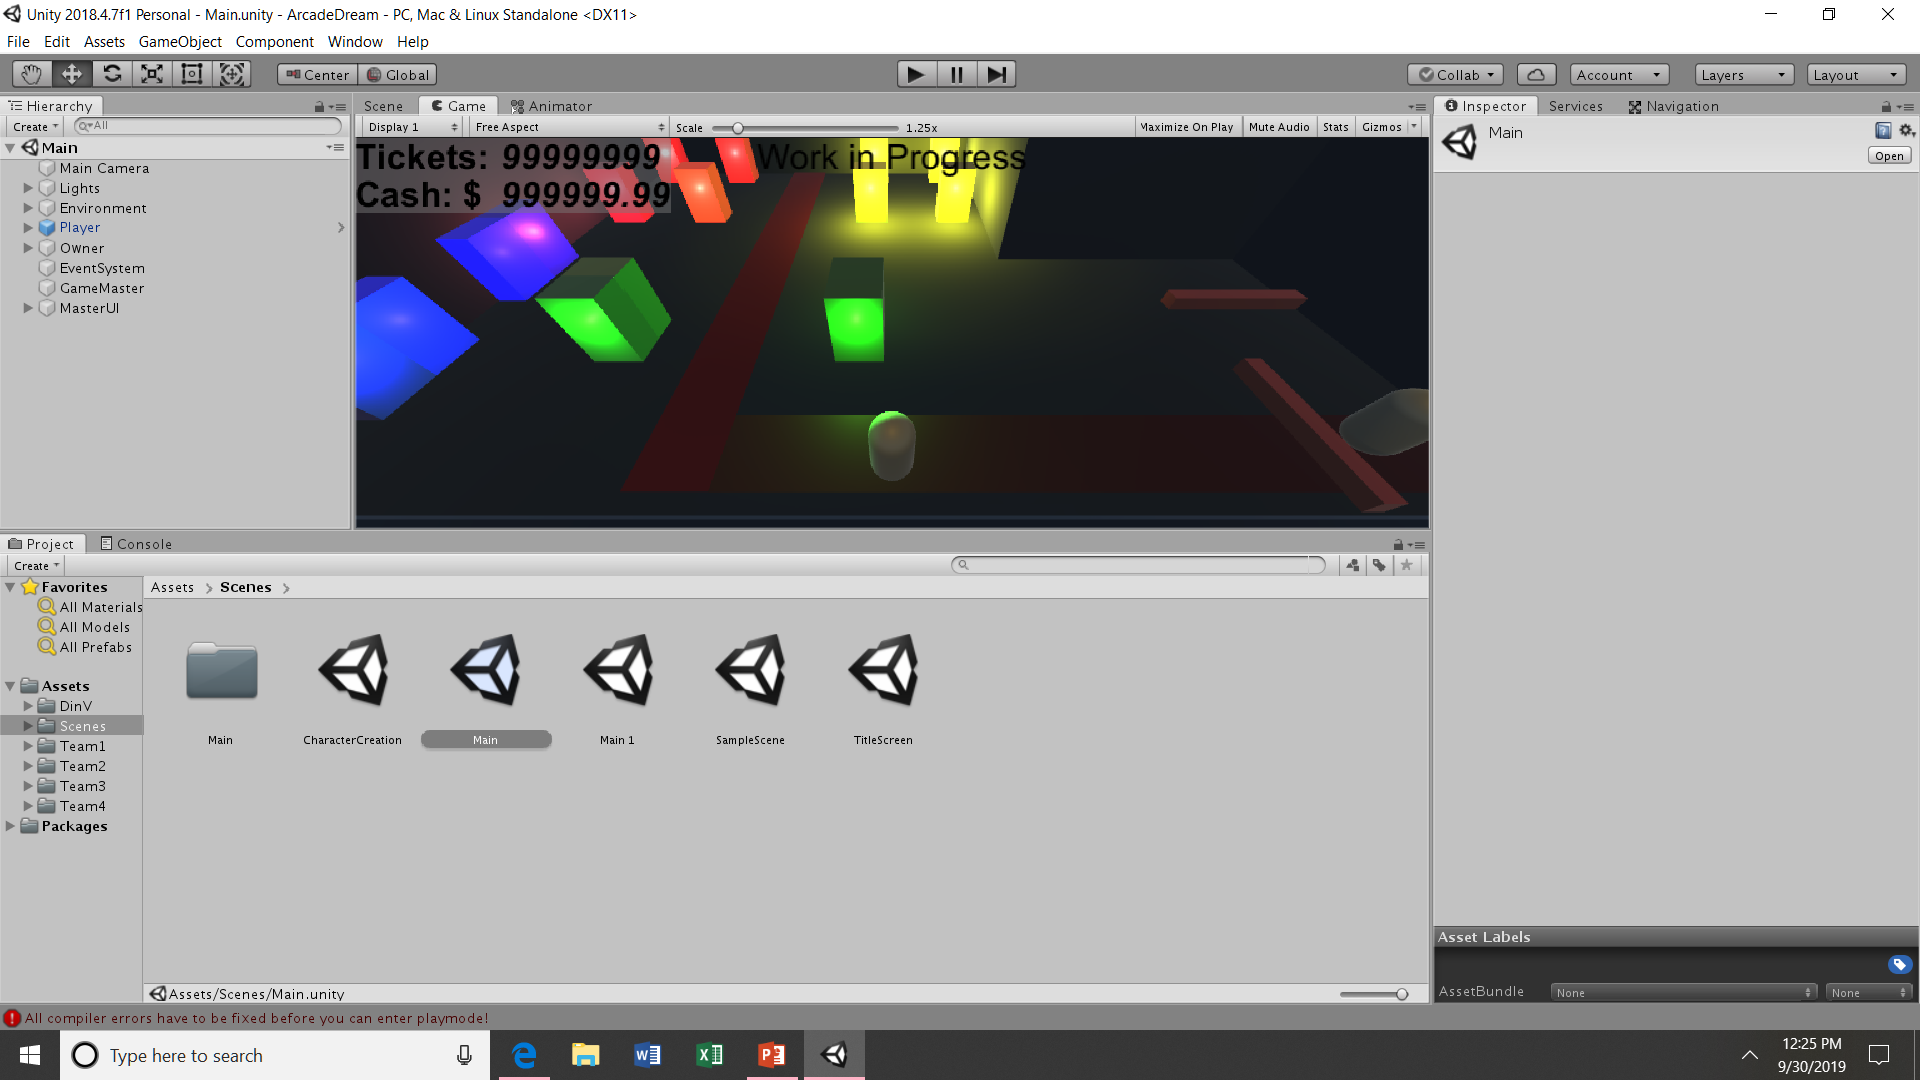 Unity 2018.4.7f1 Personal - Main.unity - ArcadeDream - PC, Mac & Linux Standalone <DX11>
File Edit Assets GameObject Component Window Help
Center Global Collab Account Layers Layout
Hierarchy
Create All
Main
Main Camera
Lights
Environment
Player
Owner
EventSystem
GameMaster
MasterUI
Scene Game Animator
Display 1 Free Aspect Scale 1.25x Maximize On Play Mute Audio Stats Gizmos
Tickets: 99999999 Work in Progress
Cash: $ 999999.99
Inspector Services Navigation
Main
Open
Project Console
Create
Favorites
All Materials
All Models
All Prefabs
Assets
DinV
Scenes
Team1
Team2
Team3
Team4
Packages
Assets Scenes
Main CharacterCreation Main Main 1 SampleScene TitleScreen
Assets/Scenes/Main.unity
Asset Labels
AssetBundle None None
All compiler errors have to be fixed before you can enter playmode!
Type here to search
12:25 PM
9/30/2019